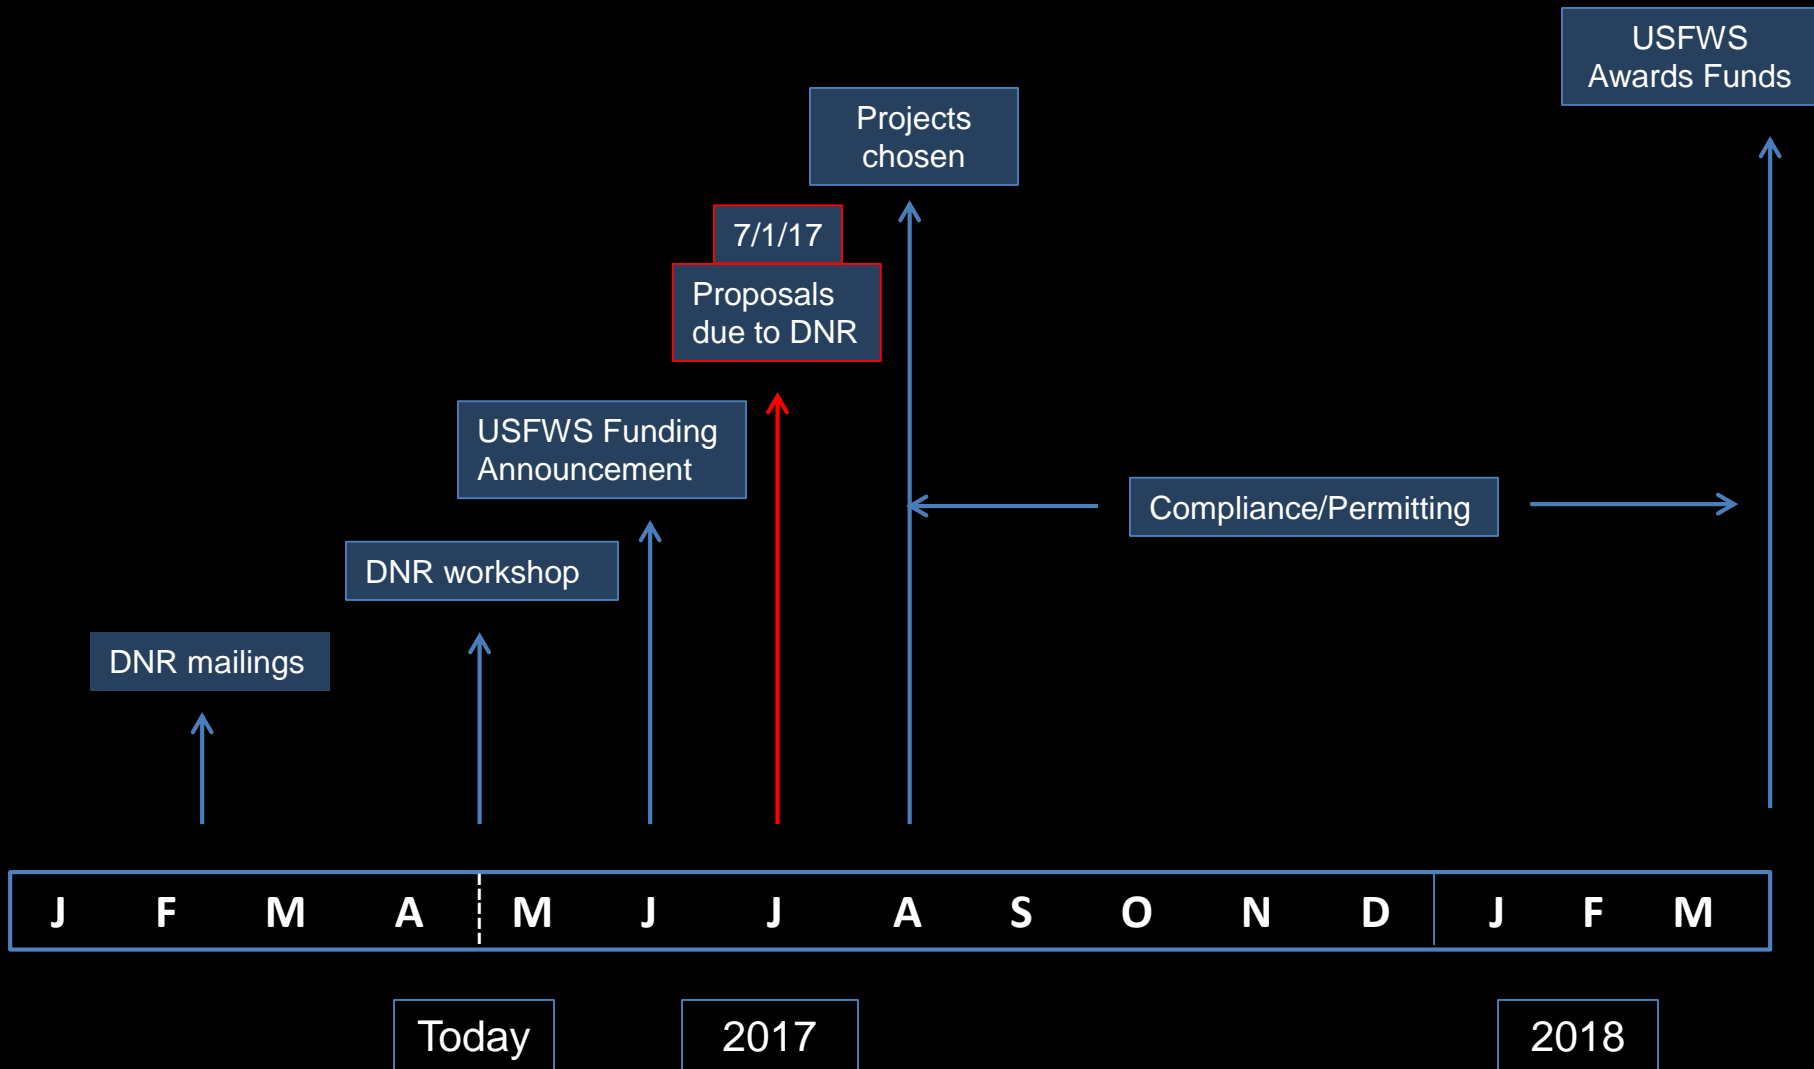 USFWS
Awards Funds
Projects
chosen
7/1/17
Proposals
due to DNR
USFWS Funding
Announcement
Compliance/Permitting
DNR workshop
DNR mailings
J F M A M J J A S O N D J F M
Today 2017 2018